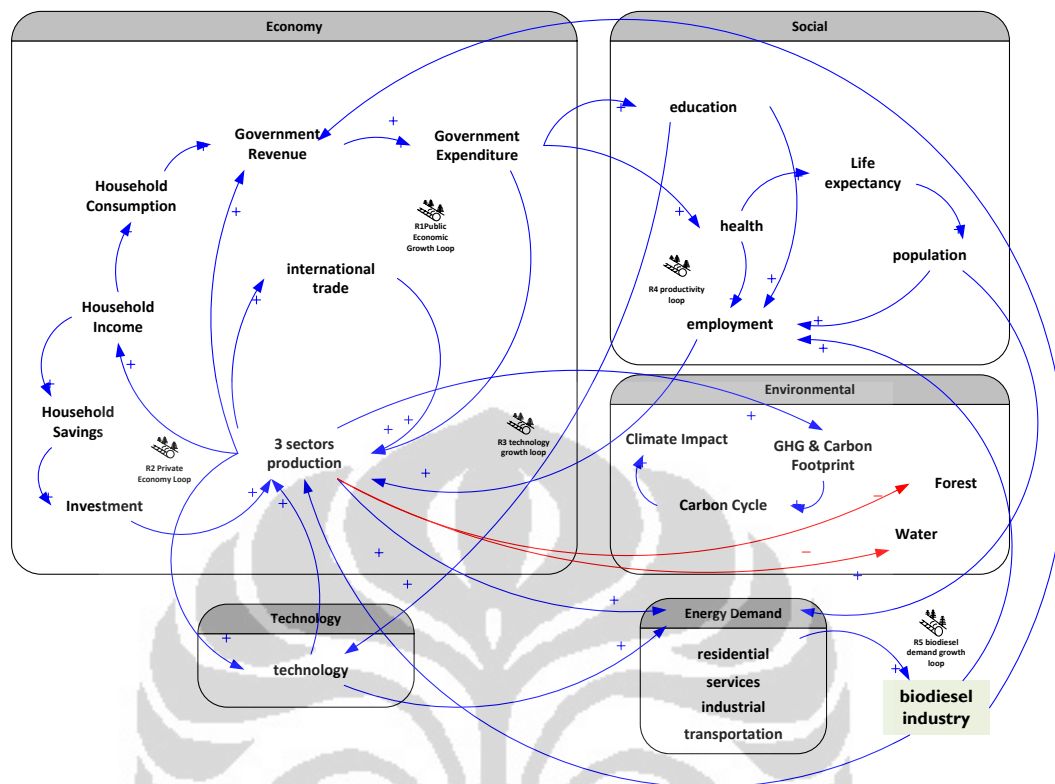 Economy
Government
Revenue
Government
Expenditure
Household
Consumption
R1Public
Economic
Growth Loop
international
trade
Household
Income
Household
Savings
R2 Private
Economy Loop
3 sectors
production
R3 technology
growth loop
Investment
Social
education
Life
expectancy
health
population
R4 productivity
loop
employment
Environmental
Climate Impact
GHG & Carbon
Footprint
Forest
Carbon Cycle
Water
Technology
technology
Energy Demand
residential
services
industrial
transportation
R5 biodiesel
demand growth
loop
biodiesel
industry